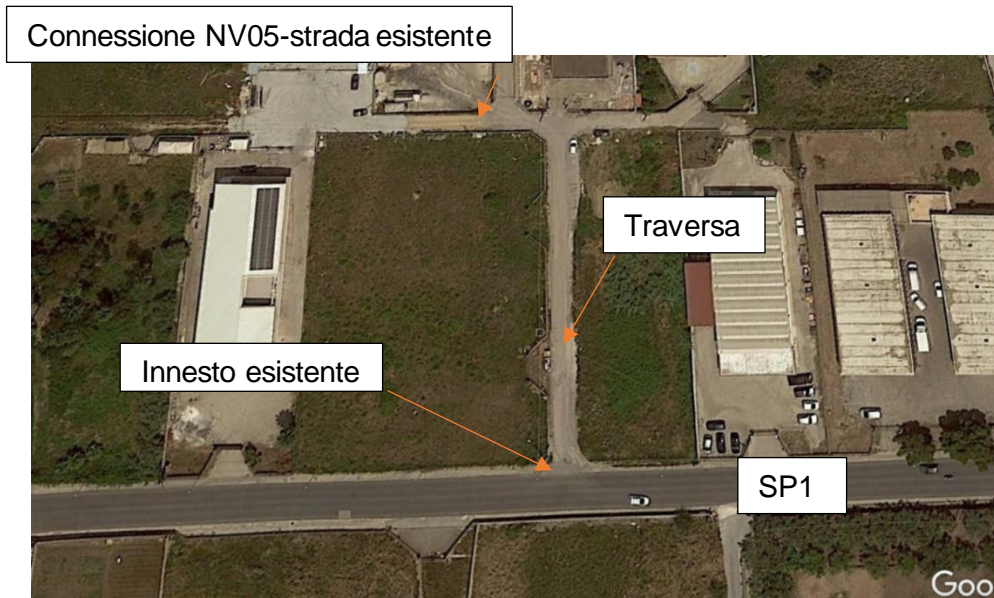 Connessione NV05-strada esistente
Traversa
Innesto esistente
SP1
Goo